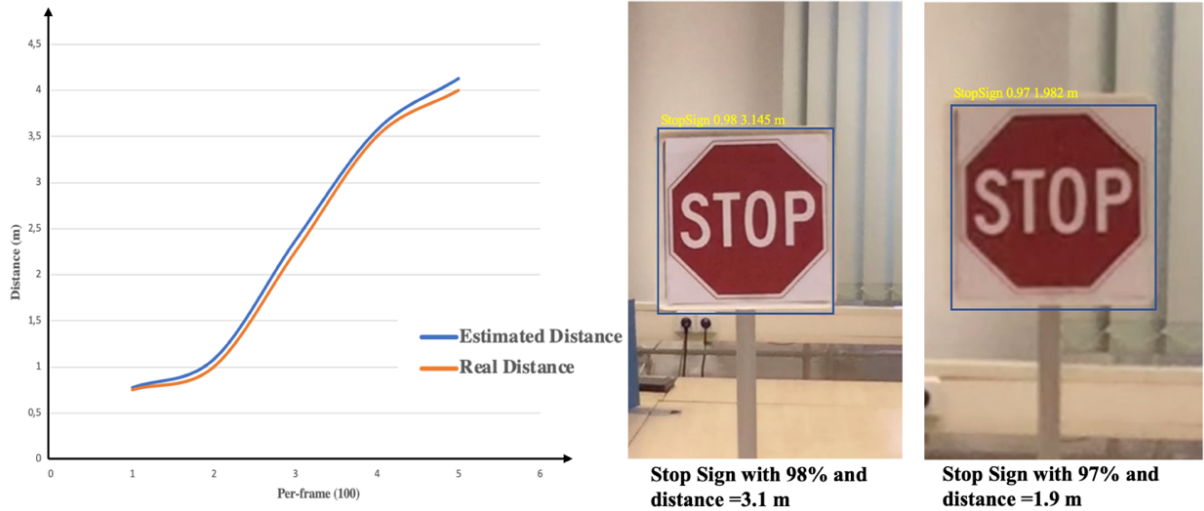 4,5
4
3,5
3
2,5
2
1,5
1
0,5
0
Distance (m)
0 1 2 3 4 5 6
Per-frame (100)
Estimated Distance
Real Distance
StopSign 0.98 3.145 m
STOP
Stop Sign with 98% and
distance =3.1 m
StopSign 0.97 1.982 m
STOP
Stop Sign with 97% and
distance =1.9 m